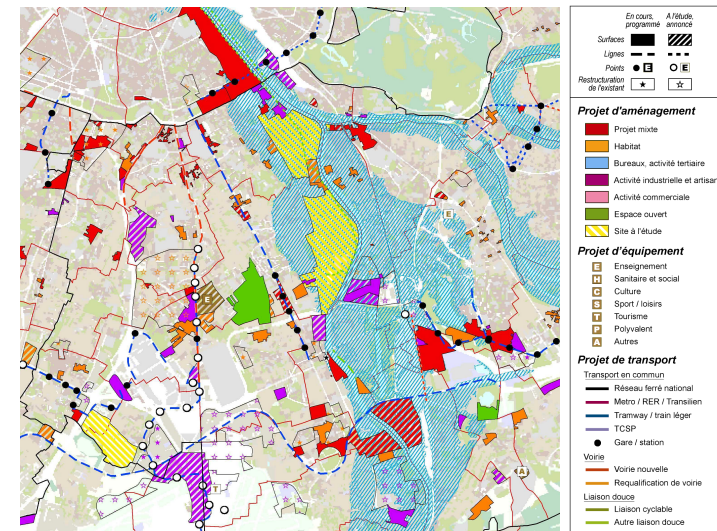 En cours, programmé
A l'étude, annoncé
Surfaces
Lignes
Points
E
E
Restructuration de l'existant
Projet d'aménagement
Projet mixte
Habitat
Bureaux, activité tertiaire
Activité industrielle et artisan
Activité commerciale
Espace ouvert
Site à l'étude
Projet d'équipement
E Enseignement
H Sanitaire et social
C Culture
S Sport / loisirs
T Tourisme
P Polyvalent
A Autres
Projet de transport
Transport en commun
Réseau ferré national
Metro / RER / Transilien
Tramway / train léger
TCSP
Gare / station
Voirie
Voirie nouvelle
Requalification de voirie
Liaison douce
Liaison cyclable
Autre liaison douce
E
E
T
A